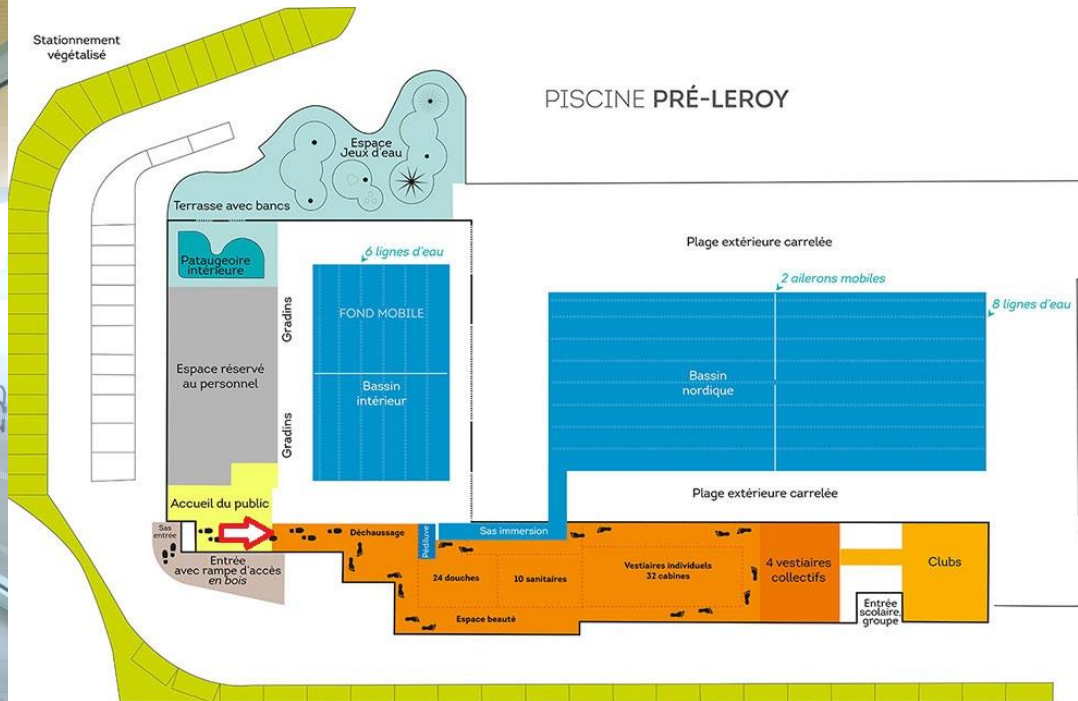 Stationnement
végétalisé
PISCINE PRÉ-LEROY
Espace
Jeux d'eau
Terrasse avec bancs
Pataugeoire
intérieure
6 lignes d'eau
Plage extérieure carrelée
2 ailerons mobiles
8 lignes d'eau
Gradins
FOND MOBILE
Espace réservé
au personnel
Bassin
intérieur
Bassin
nordique
Gradins
Accueil du public
Plage extérieure carrelée
Sas
entrée
Déchaussage
Pédiluve
Sas immersion
Entrée
avec rampe d'accès
en bois
24 douches
10 sanitaires
Vestiaires individuels
32 cabines
4 vestiaires
collectifs
Clubs
Espace beauté
Entrée
scolaire,
groupe